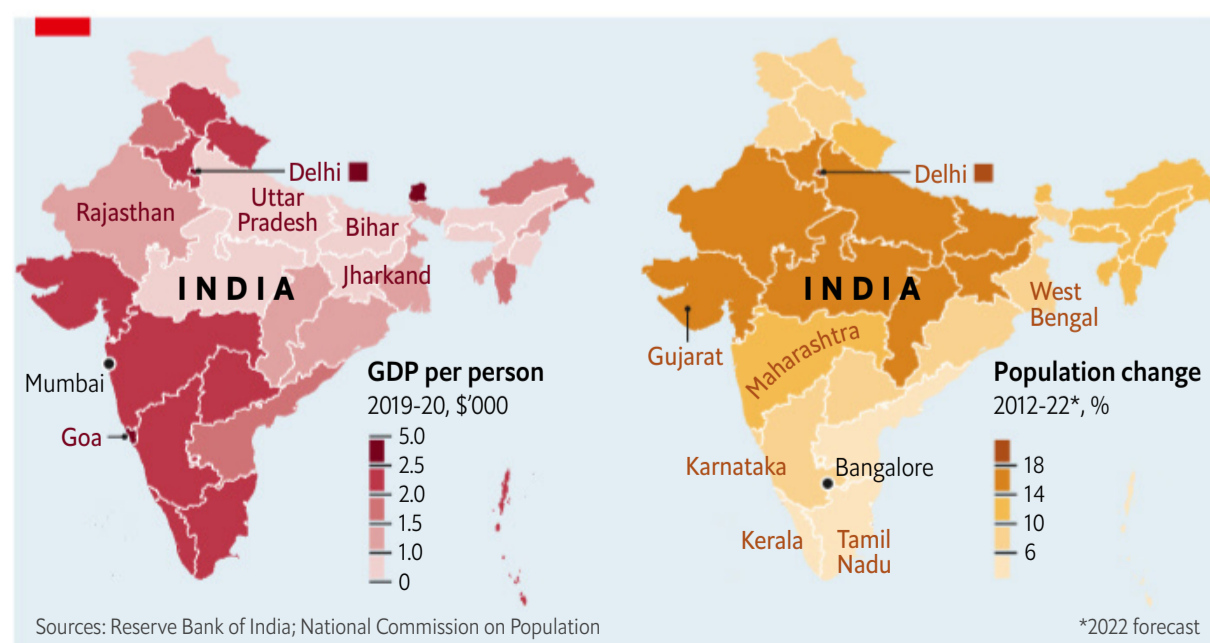 Delhi
Uttar
Pradesh
Rajasthan
Bihar
Jharkand
INDIA
Mumbai
Goa
GDP per person
2019-20, $'000
5.0
2.5
2.0
1.5
1.0
0
Delhi
INDIA
West
Bengal
Gujarat
Maharashtra
Karnataka
Bangalore
Kerala
Tamil
Nadu
Population change
2012-22*, %
18
14
10
6
Sources: Reserve Bank of India; National Commission on Population
*2022 forecast